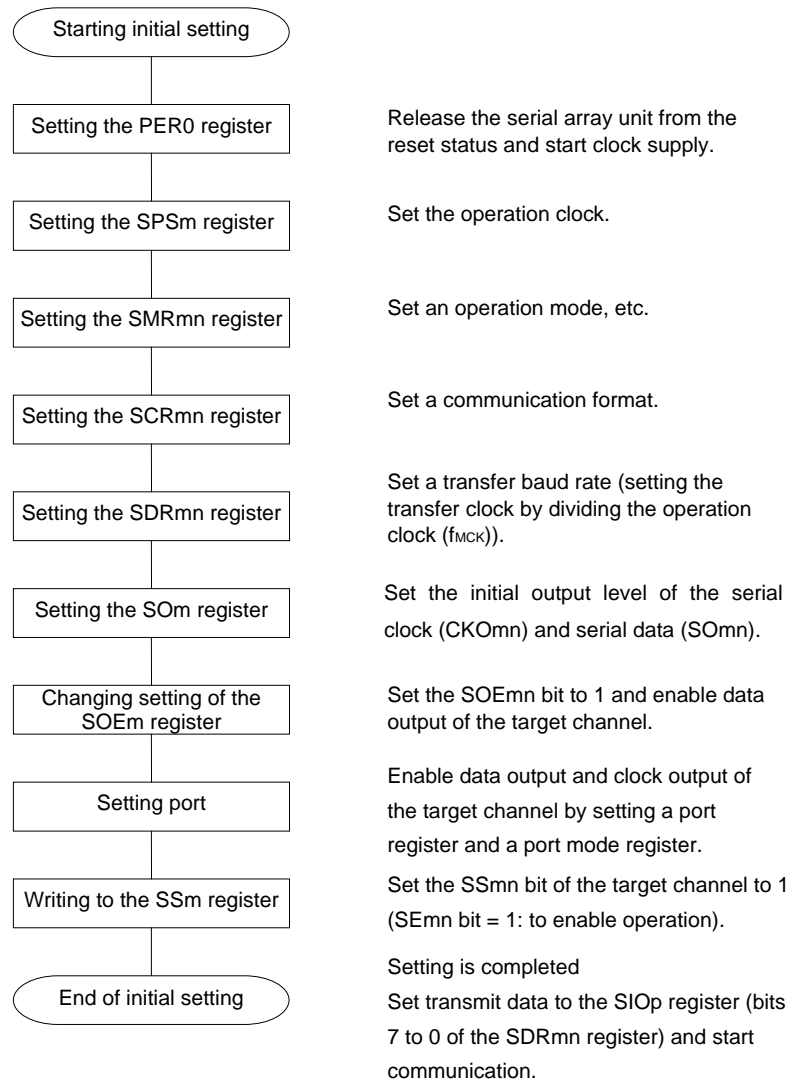 Starting initial setting
Setting the PER0 register
Release the serial array unit from the
reset status and start clock supply.
Setting the SPSm register
Set the operation clock.
Setting the SMRmn register
Set an operation mode, etc.
Setting the SCRmn register
Set a communication format.
Setting the SDRmn register
Set a transfer baud rate (setting the
transfer clock by dividing the operation
clock (fMCK)).
Setting the SOm register
Set the initial output level of the serial
clock (CKOmn) and serial data (SOmn).
Changing setting of the
SOEm register
Set the SOEmn bit to 1 and enable data
output of the target channel.
Setting port
Enable data output and clock output of
the target channel by setting a port
register and a port mode register.
Writing to the SSm register
Set the SSmn bit of the target channel to 1
(SEmn bit = 1: to enable operation).
End of initial setting
Setting is completed
Set transmit data to the SIOp register (bits
7 to 0 of the SDRmn register) and start
communication.